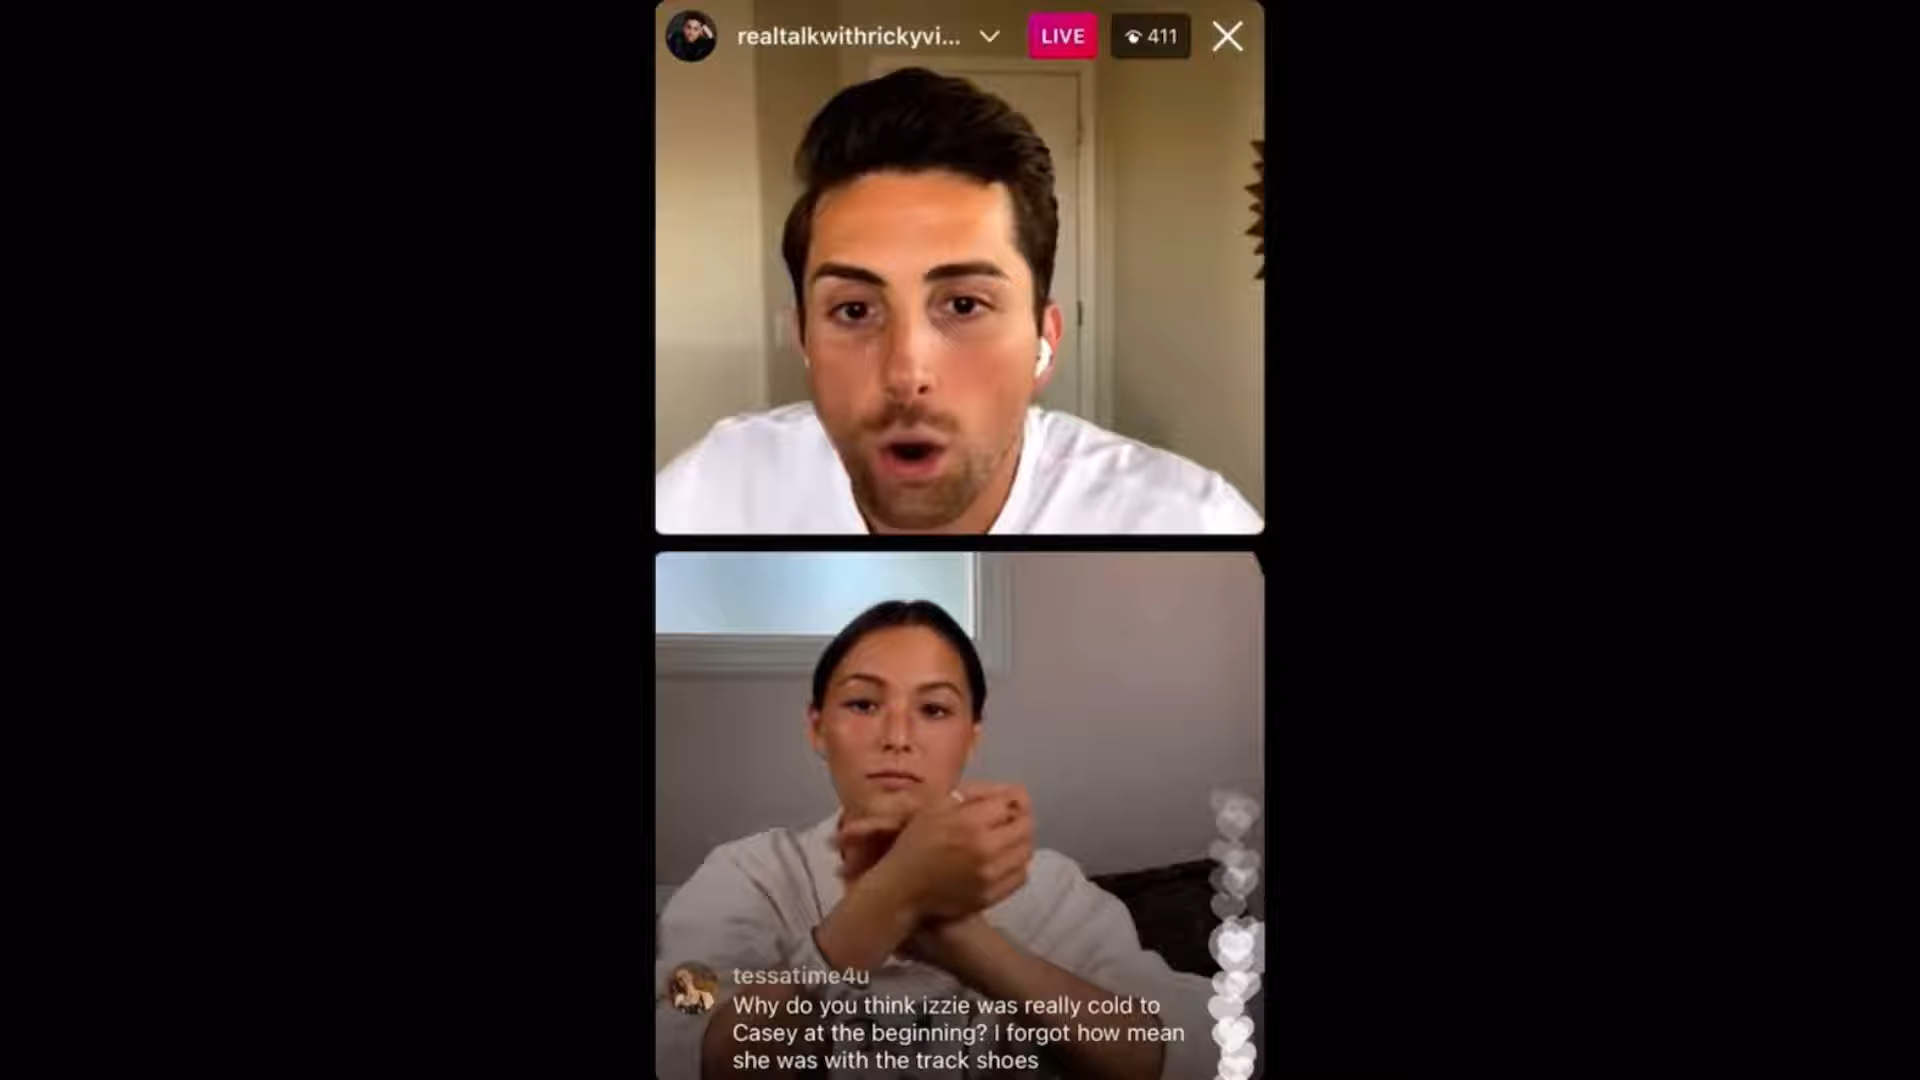 realtalkwithrickyvi...
LIVE
411
tessatime4u
Why do you think izzie was really cold to
Casey at the beginning? I forgot how mean
she was with the track shoes